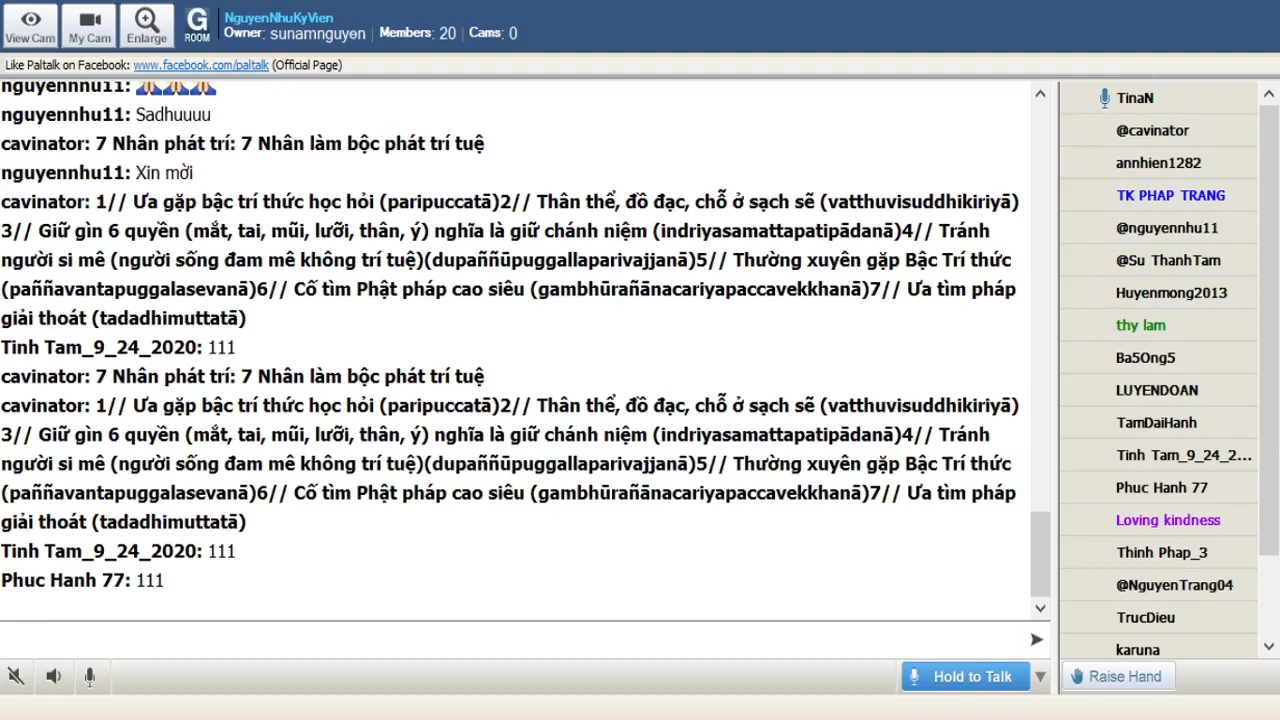 View Cam
My Cam
Enlarge
G
ROOM
NguyenNhuKyVien
Owner: sunamnguyen | Members: 20 | Cams: 0
Like Paltalk on Facebook: www.facebook.com/paltalk (Official Page)
nguyennhu11:
nguyennhu11: Sadhuuuu
cavinator: 7 Nhân phát trí: 7 Nhân làm bộc phát trí tuệ
nguyennhu11: Xin mời
cavinator: 1// Ưa gặp bậc trí thức học hỏi (paripuccatā)2// Thân thể, đồ đạc, chỗ ở sạch sẽ (vatthuvisuddhikiriyā)
3// Giữ gìn 6 quyền (mắt, tai, mũi, lưỡi, thân, ý) nghĩa là giữ chánh niệm (indriyasamattapatipādanā)4// Tránh
người si mê (người sống đam mê không trí tuệ)(dupaññūpuggallaparivajjanā)5// Thường xuyên gặp Bậc Trí thức
(paññavantapuggalasevanā)6// Cố tìm Phật pháp cao siêu (gambhūrañānacariyapaccavekkhanā)7// Ưa tìm pháp
giải thoát (tadadhimuttatā)
Tinh Tam_9_24_2020: 111
cavinator: 7 Nhân phát trí: 7 Nhân làm bộc phát trí tuệ
cavinator: 1// Ưa gặp bậc trí thức học hỏi (paripuccatā)2// Thân thể, đồ đạc, chỗ ở sạch sẽ (vatthuvisuddhikiriyā)
3// Giữ gìn 6 quyền (mắt, tai, mũi, lưỡi, thân, ý) nghĩa là giữ chánh niệm (indriyasamattapatipādanā)4// Tránh
người si mê (người sống đam mê không trí tuệ)(dupaññūpuggallaparivajjanā)5// Thường xuyên gặp Bậc Trí thức
(paññavantapuggalasevanā)6// Cố tìm Phật pháp cao siêu (gambhūrañānacariyapaccavekkhanā)7// Ưa tìm pháp
giải thoát (tadadhimuttatā)
Tinh Tam_9_24_2020: 111
Phuc Hanh 77: 111
TinaN
@cavinator
annhien1282
TK PHAP TRANG
@nguyennhu11
@Su ThanhTam
Huyenmong2013
thy lam
Ba5Ong5
LUYENDOAN
TamDaiHanh
Tinh Tam_9_24_2...
Phuc Hanh 77
Loving kindness
Thinh Phap_3
@NguyenTrang04
TrucDieu
karuna
Hold to Talk
Raise Hand